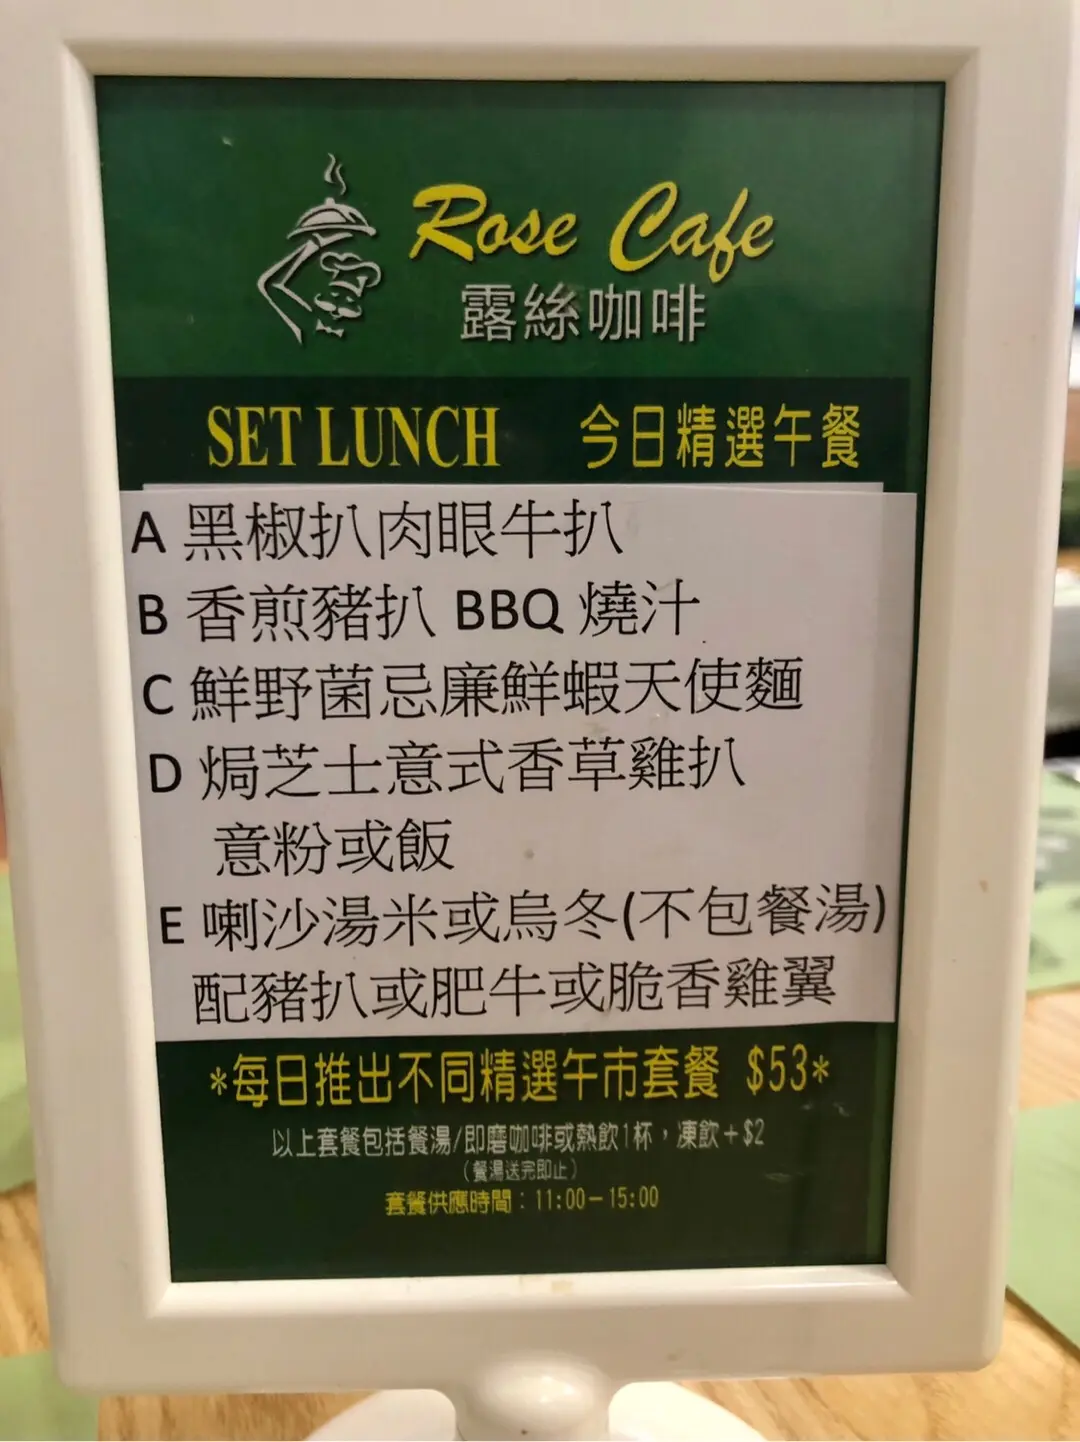 Rose Cafe
露絲咖啡
SET LUNCH 今日精選午餐
A 黑椒扒肉眼牛扒
B 香煎豬扒 BBQ 燒汁
C 鮮野菌忌廉鮮蝦天使麵
D 焗芝士意式香草雞扒
意粉或飯
E 喇沙湯米或烏冬(不包餐湯)
配豬扒或肥牛或脆香雞翼
*每日推出不同精選午市套餐 $53*
以上套餐包括餐湯/即磨咖啡或熱飲1杯，凍飲+$2
(餐湯送完即止)
套餐供應時間：11:00-15:00